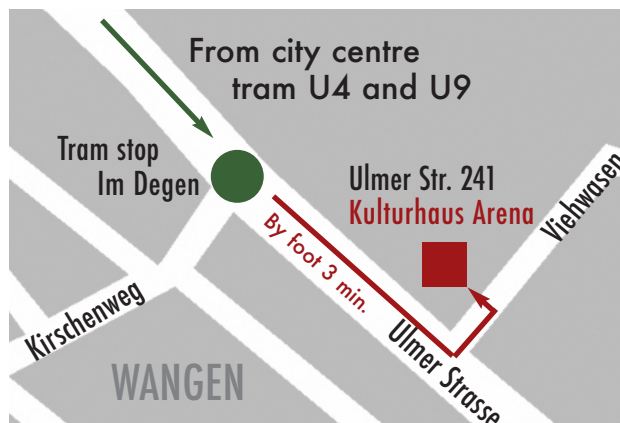 From city centre
tram U4 and U9
Tram stop
Im Degen
Ulmer Str. 241
Kulturhaus Arena
Viehwasen
By foot 3 min.
Kirschenweg
Ulmer Strasse
WANGEN